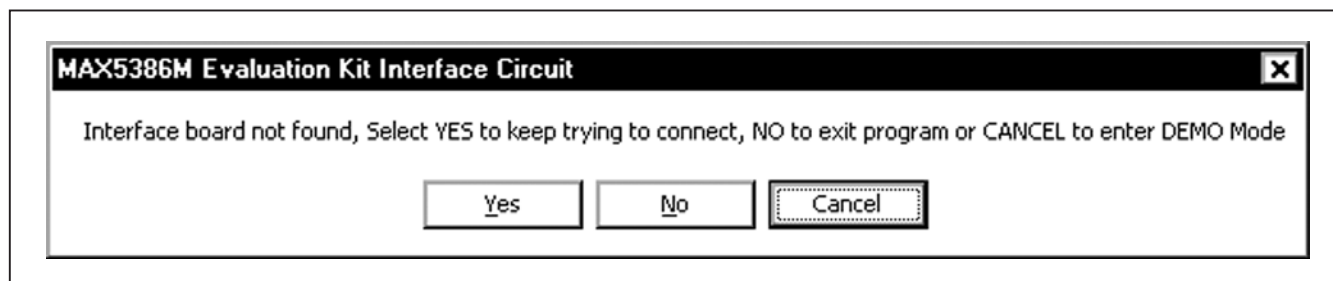 MAX5386M Evaluation Kit Interface Circuit
Interface board not found, Select YES to keep trying to connect, NO to exit program or CANCEL to enter DEMO Mode
Yes No Cancel